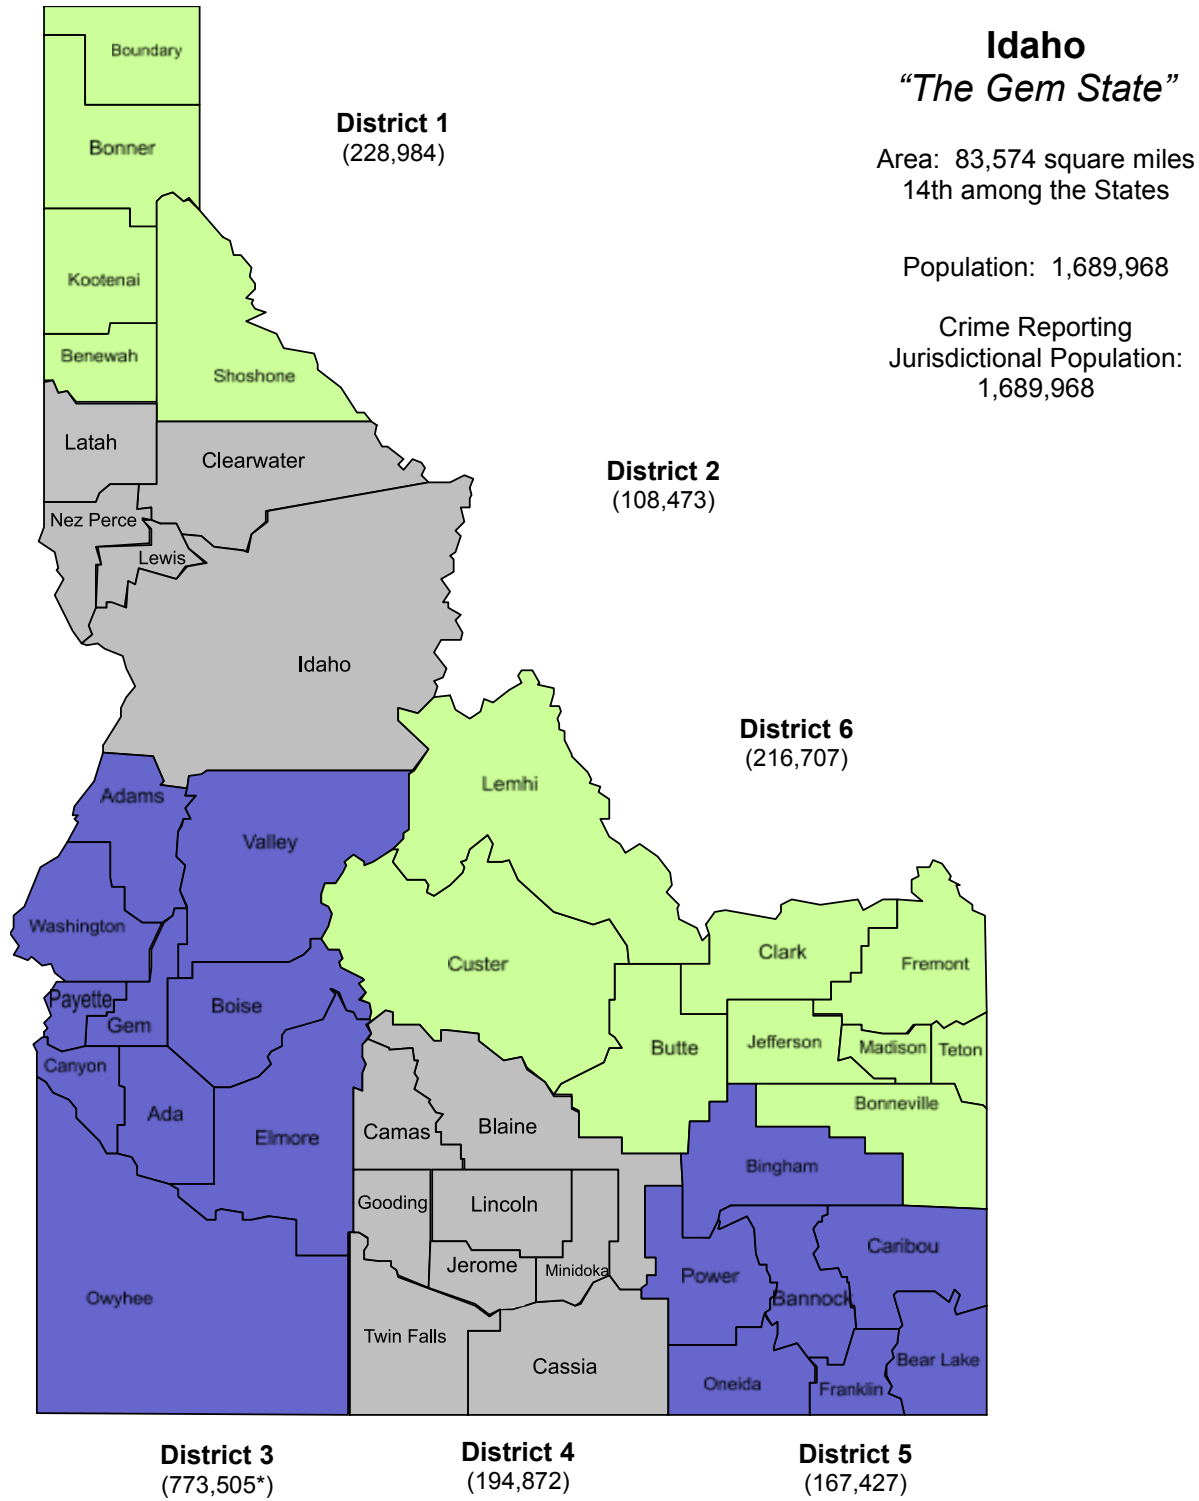 Idaho
“The Gem State”
Area:  83,574 square miles
14th among the States
Population:  1,689,968
Crime Reporting
Jurisdictional Population:
1,689,968
District 1
(228,984)
Boundary
Bonner
Kootenai
Benewah
Shoshone
District 2
(108,473)
Latah
Clearwater
Nez Perce
Lewis
Idaho
District 6
(216,707)
Lemhi
Custer
Clark
Fremont
Butte
Jefferson
Madison
Teton
Bonneville
Adams
Valley
Washington
Payette
Gem
Boise
Canyon
Ada
Elmore
Owyhee
Camas
Blaine
Gooding
Lincoln
Jerome
Minidoka
Twin Falls
Cassia
Bingham
Caribou
Power
Bannock
Bear Lake
Oneida
Franklin
District 3
(773,505*)
District 4
(194,872)
District 5
(167,427)